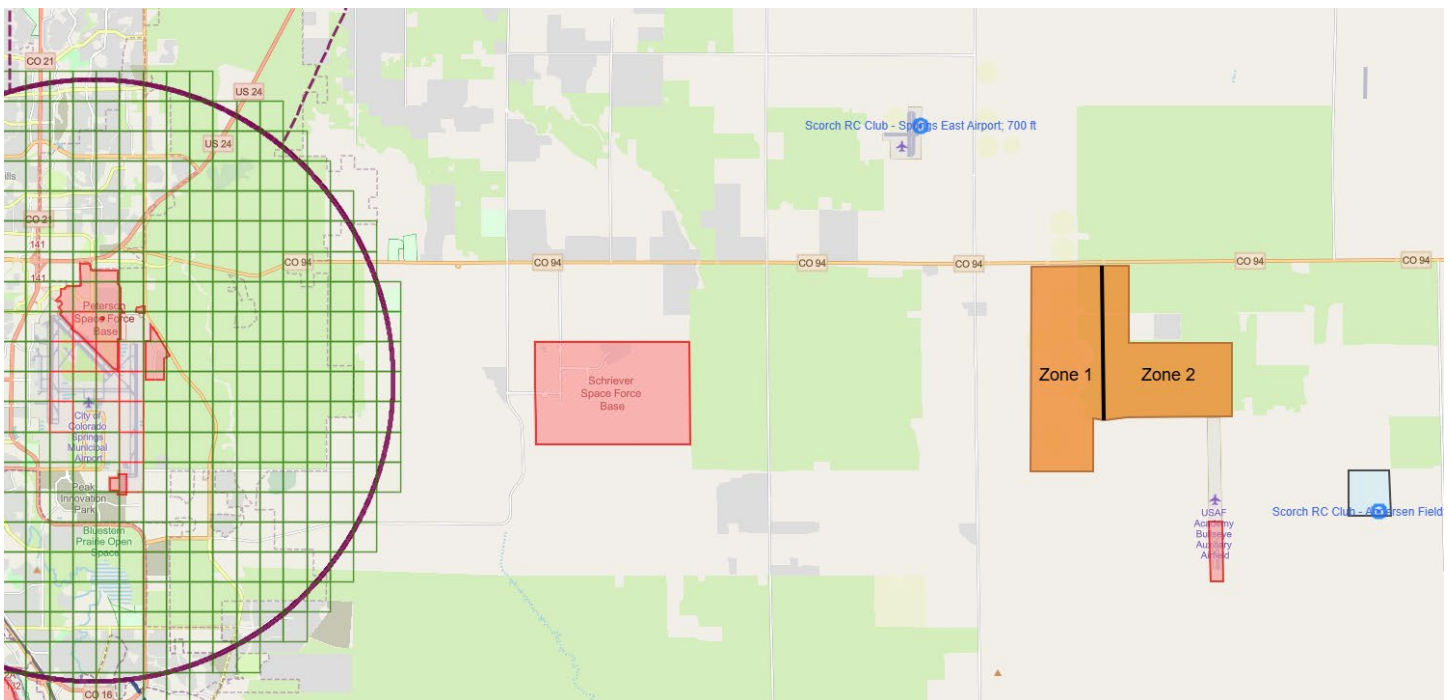 CO 21
US 24
US 24
ills
CO 21
141
141
CO 94
CO 94
CO 94
CO 94
CO 94
CO 94
Scorch RC Club - Springs East Airport; 700 ft
Peterson
Space Force
Base
City of
Colorado
Springs
Municipal
Airport
Peak
Innovation
Park
Bluestem
Prairie Open
Space
CO 16
Schriever
Space Force
Base
Zone 1
Zone 2
Scorch RC Club - Andersen Field
USAF
Academy
Bullseye
Auxiliary
Airfield